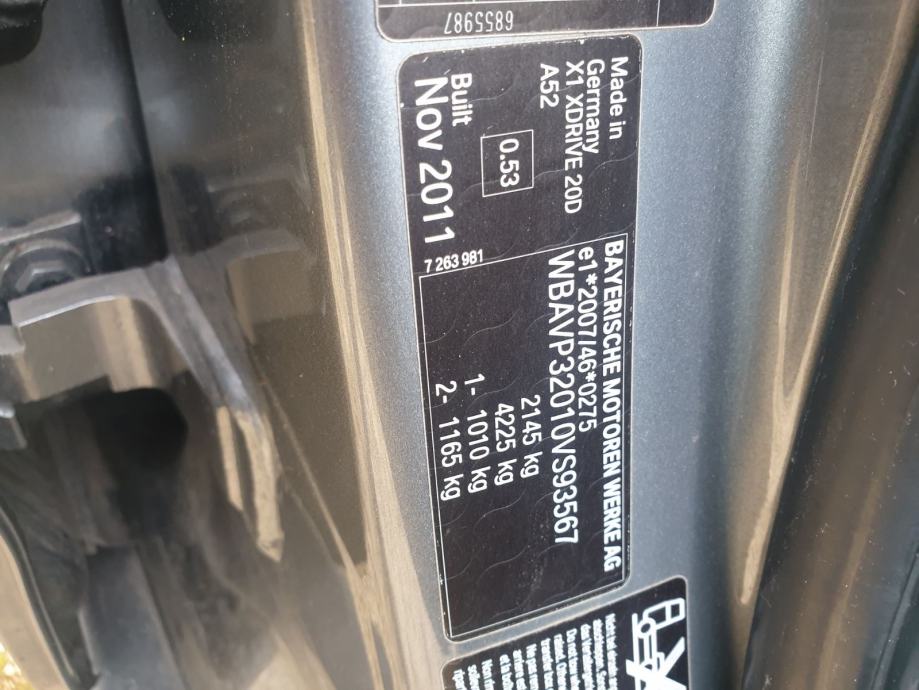 6855987
Made in
Germany
X1 XDRIVE 20D
A52
0.53
Built
Nov 2011
7 263 981
BAYERISCHE MOTOREN WERKE AG
e1*2007/46*0275
WBAVP32010VS93567
2145 kg
4225 kg
1- 1010 kg
2- 1165 kg